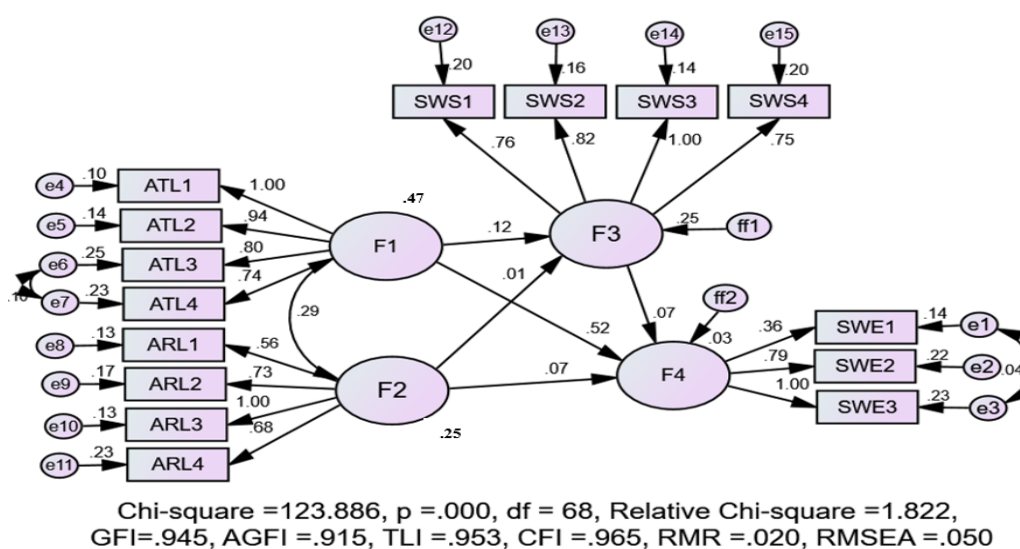 e12 e13 e14 e15
.20 .16 .14 .20
SWS1 SWS2 SWS3 SWS4
.76 .82 1.00 .75
e4 .10 ATL1 1.00
e5 .14 ATL2 .94
e6 .25 ATL3 .80
e7 .23 ATL4 .74
.47
F1 .12 F3 .25 ff1
.01
.29 .52 .07 ff2
e8 .13 ARL1 .56
e9 .17 ARL2 .73
e10 .13 ARL3 1.00
e11 .23 ARL4 .68
F2 .07 F4 .03
.25
.36 SWE1 .14 e1
.79 SWE2 .22 e2 .04
1.00 SWE3 .23 e3
Chi-square =123.886, p =.000, df = 68, Relative Chi-square =1.822,
GFI=.945, AGFI =.915, TLI =.953, CFI =.965, RMR =.020, RMSEA =.050